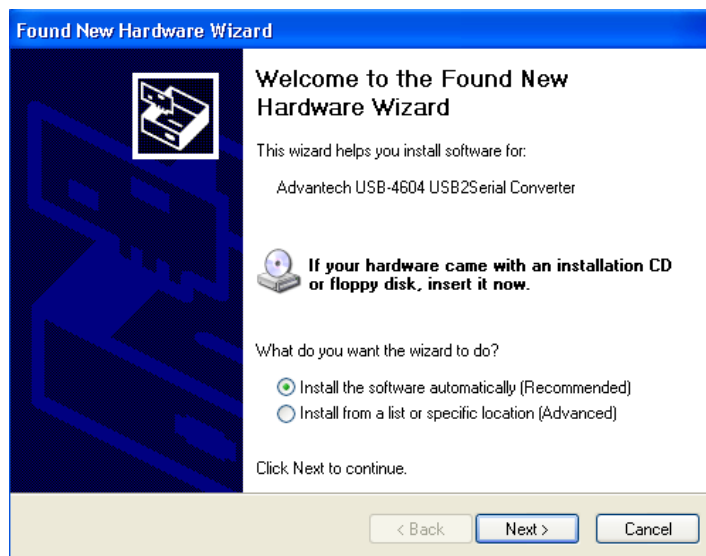 Found New Hardware Wizard
Welcome to the Found New
Hardware Wizard
This wizard helps you install software for:
Advantech USB-4604 USB2Serial Converter
If your hardware came with an installation CD
or floppy disk, insert it now.
What do you want the wizard to do?
Install the software automatically (Recommended)
Install from a list or specific location (Advanced)
Click Next to continue.
< Back
Next >
Cancel